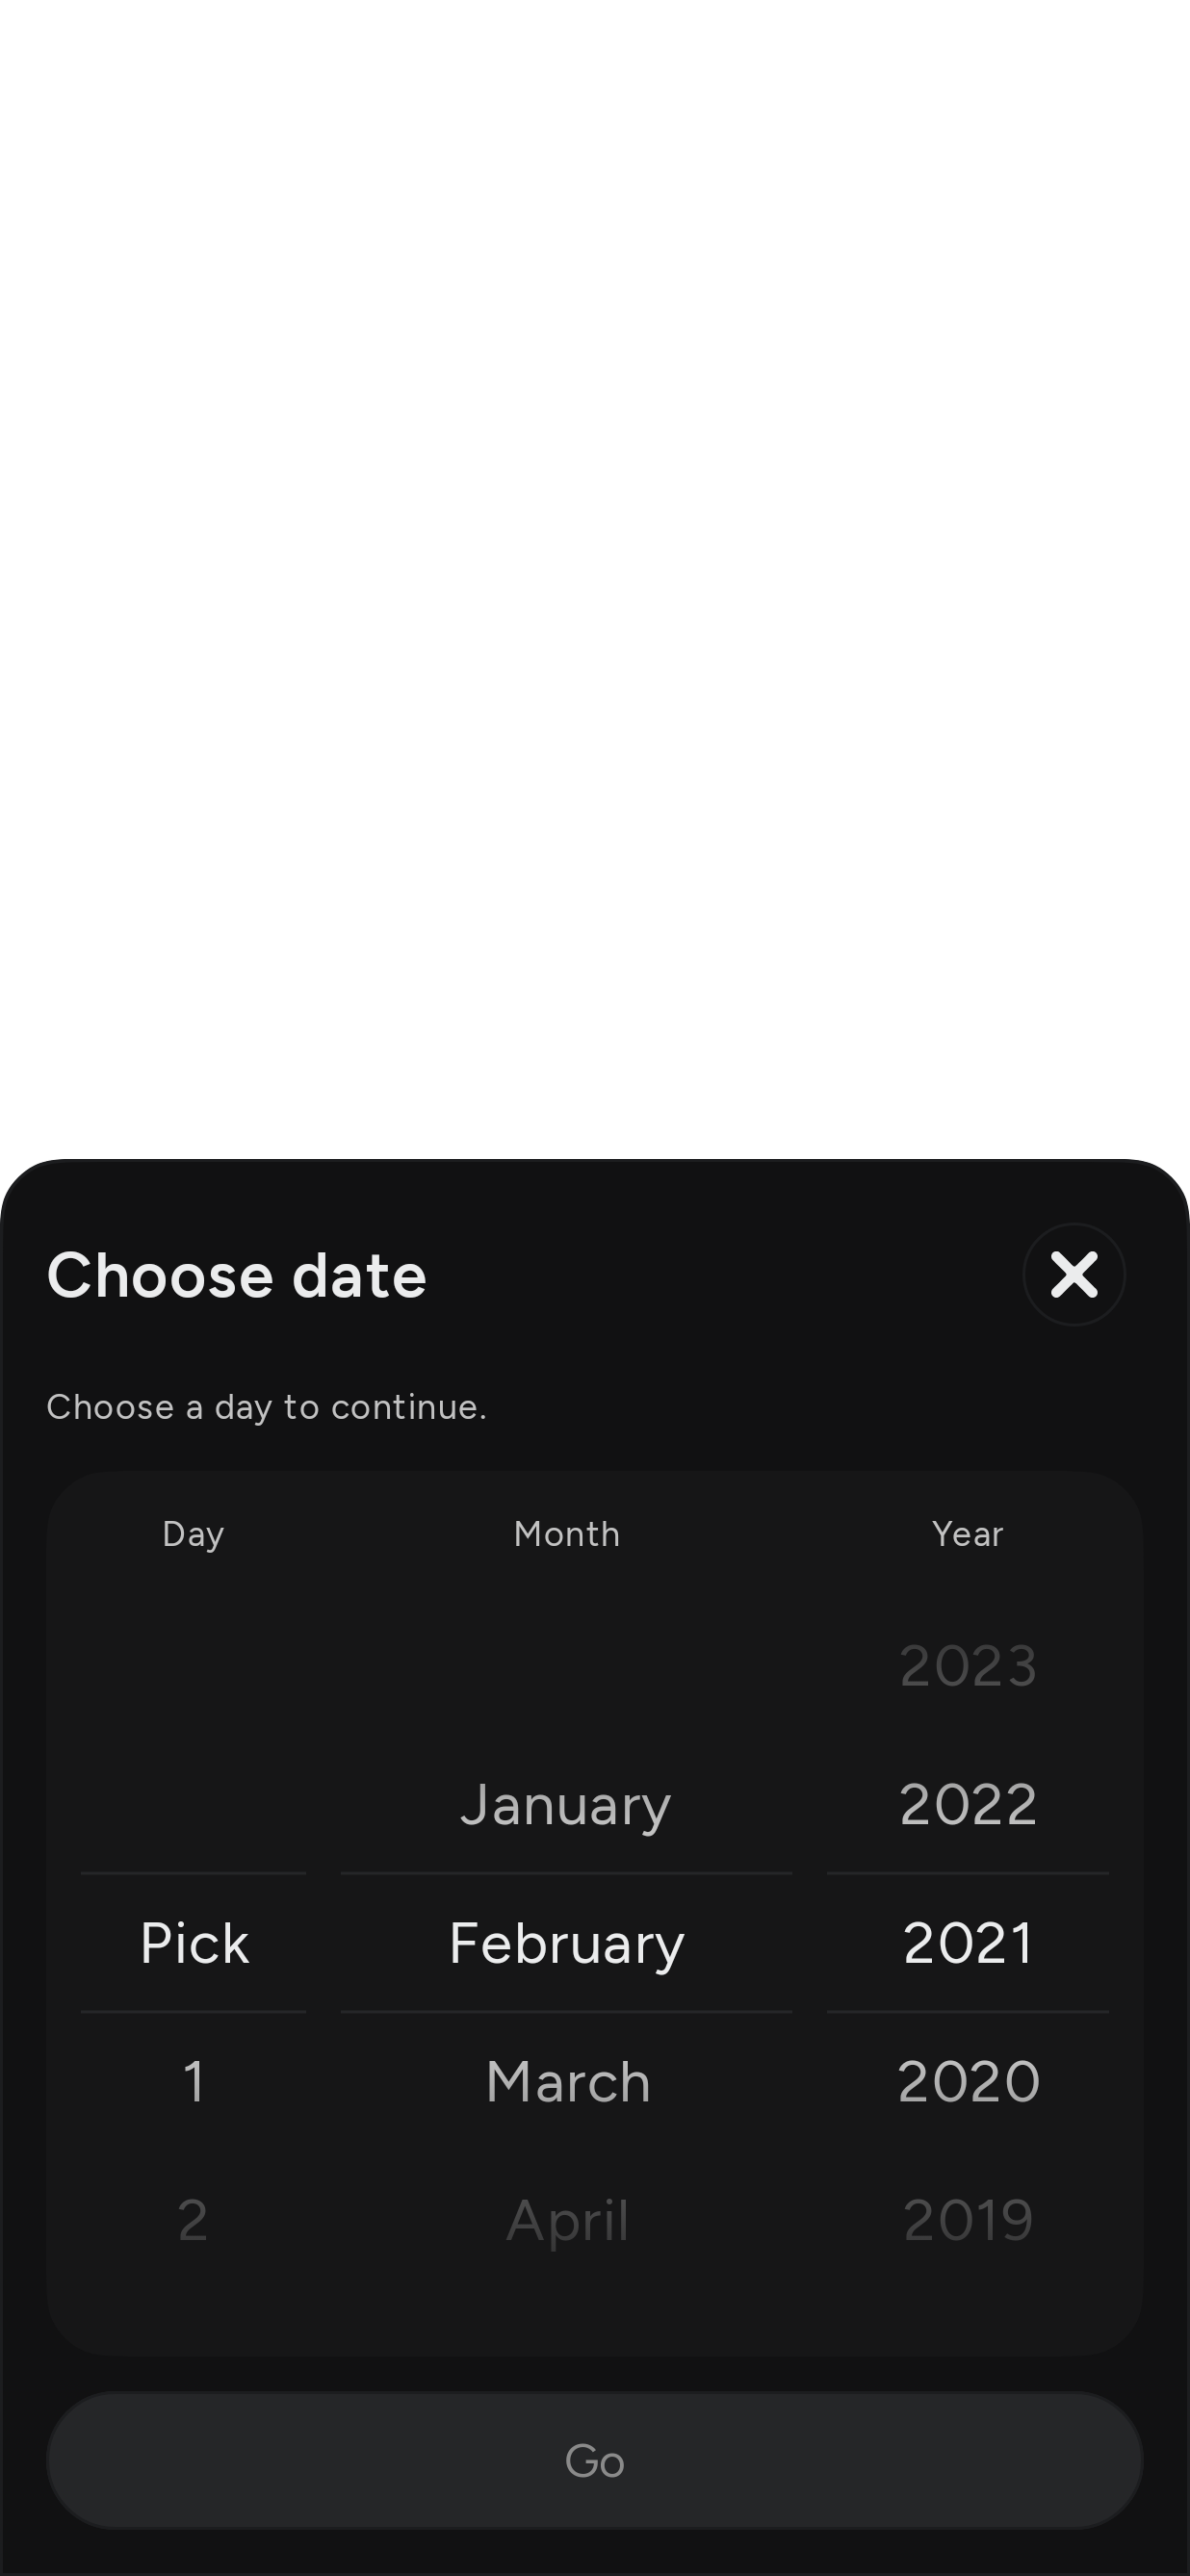 Choose date
Choose a day to continue.
Day Month Year
2023
January 2022
Pick February 2021
1 March 2020
2 April 2019
Go